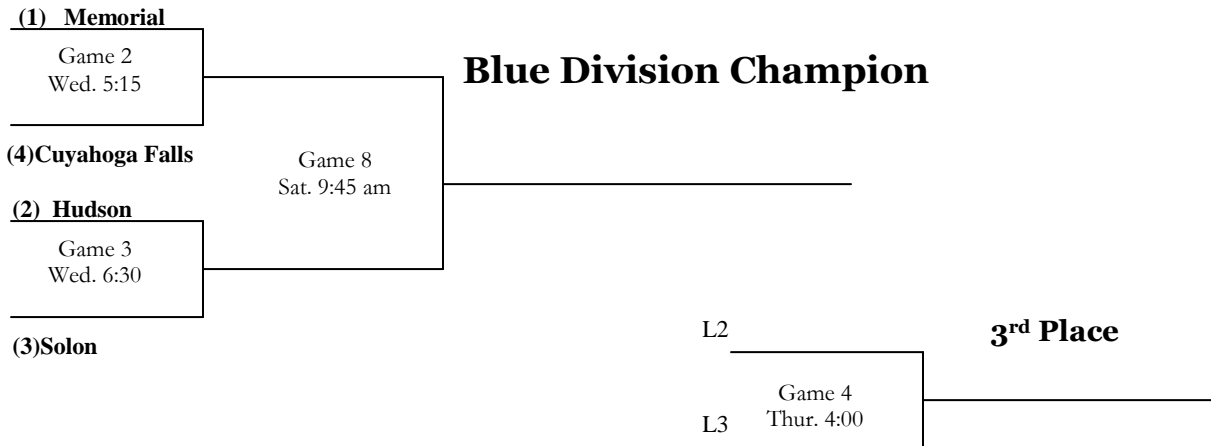 (1) Memorial
Game 2
Wed. 5:15
Blue Division Champion
(4)Cuyahoga Falls
Game 8
Sat. 9:45 am
(2) Hudson
Game 3
Wed. 6:30
(3)Solon
L2
3rd Place
Game 4
Thur. 4:00
L3